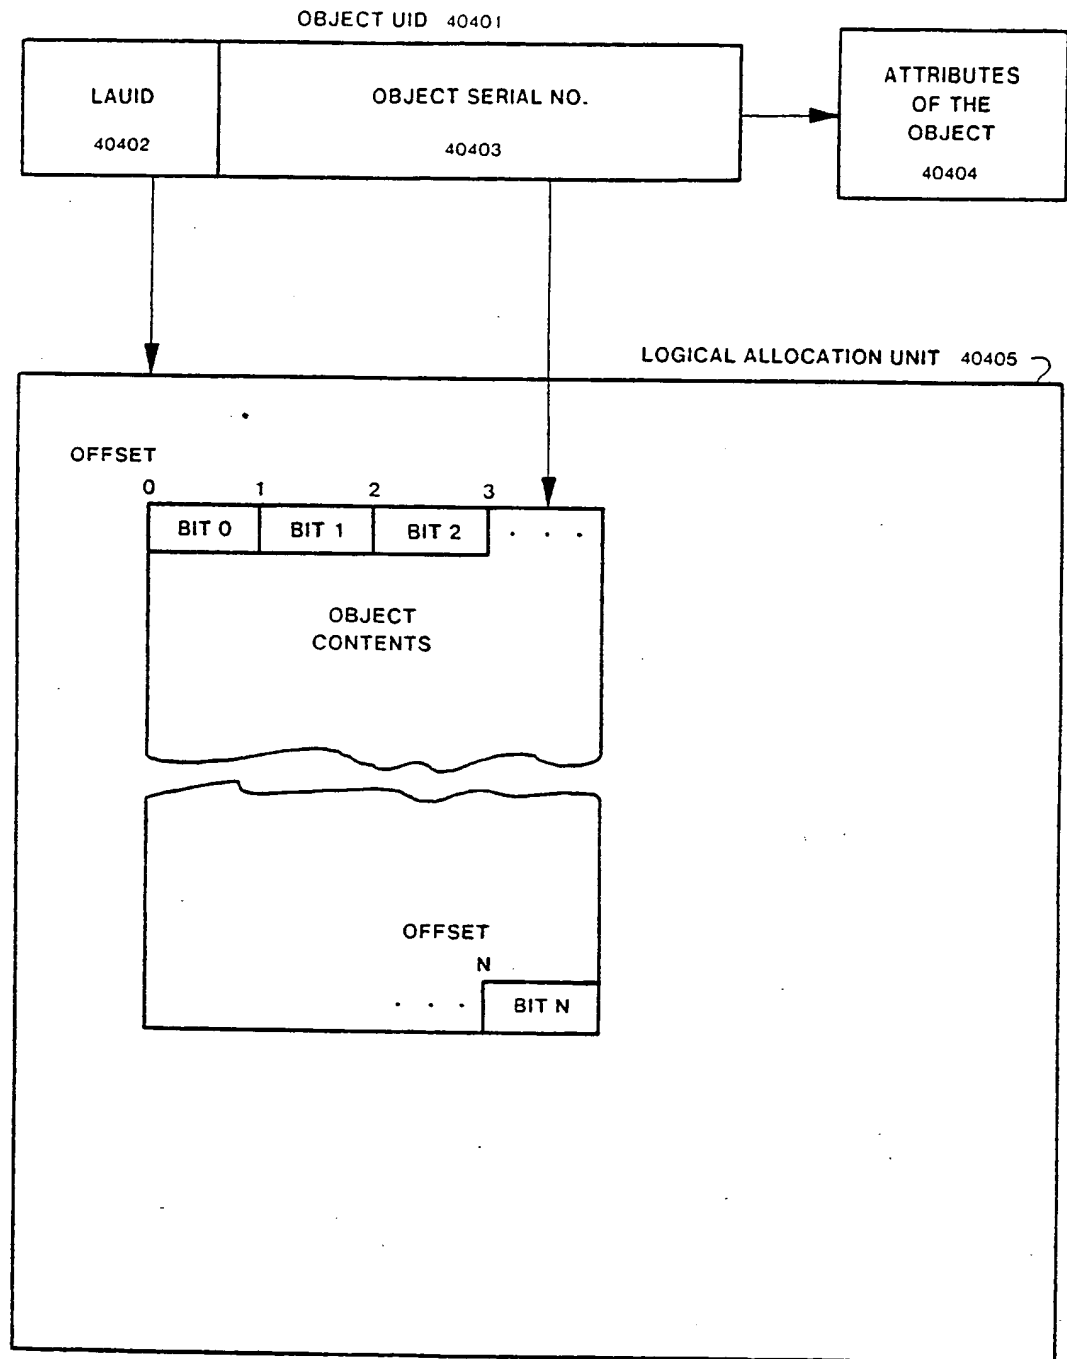 OBJECT UID 40401
LAUID
40402
OBJECT SERIAL NO.
40403
ATTRIBUTES
OF THE
OBJECT
40404
LOGICAL ALLOCATION UNIT 40405
OFFSET
0 1 2 3
BIT 0 BIT 1 BIT 2 . . .
OBJECT
CONTENTS
OFFSET
N
. . . BIT N